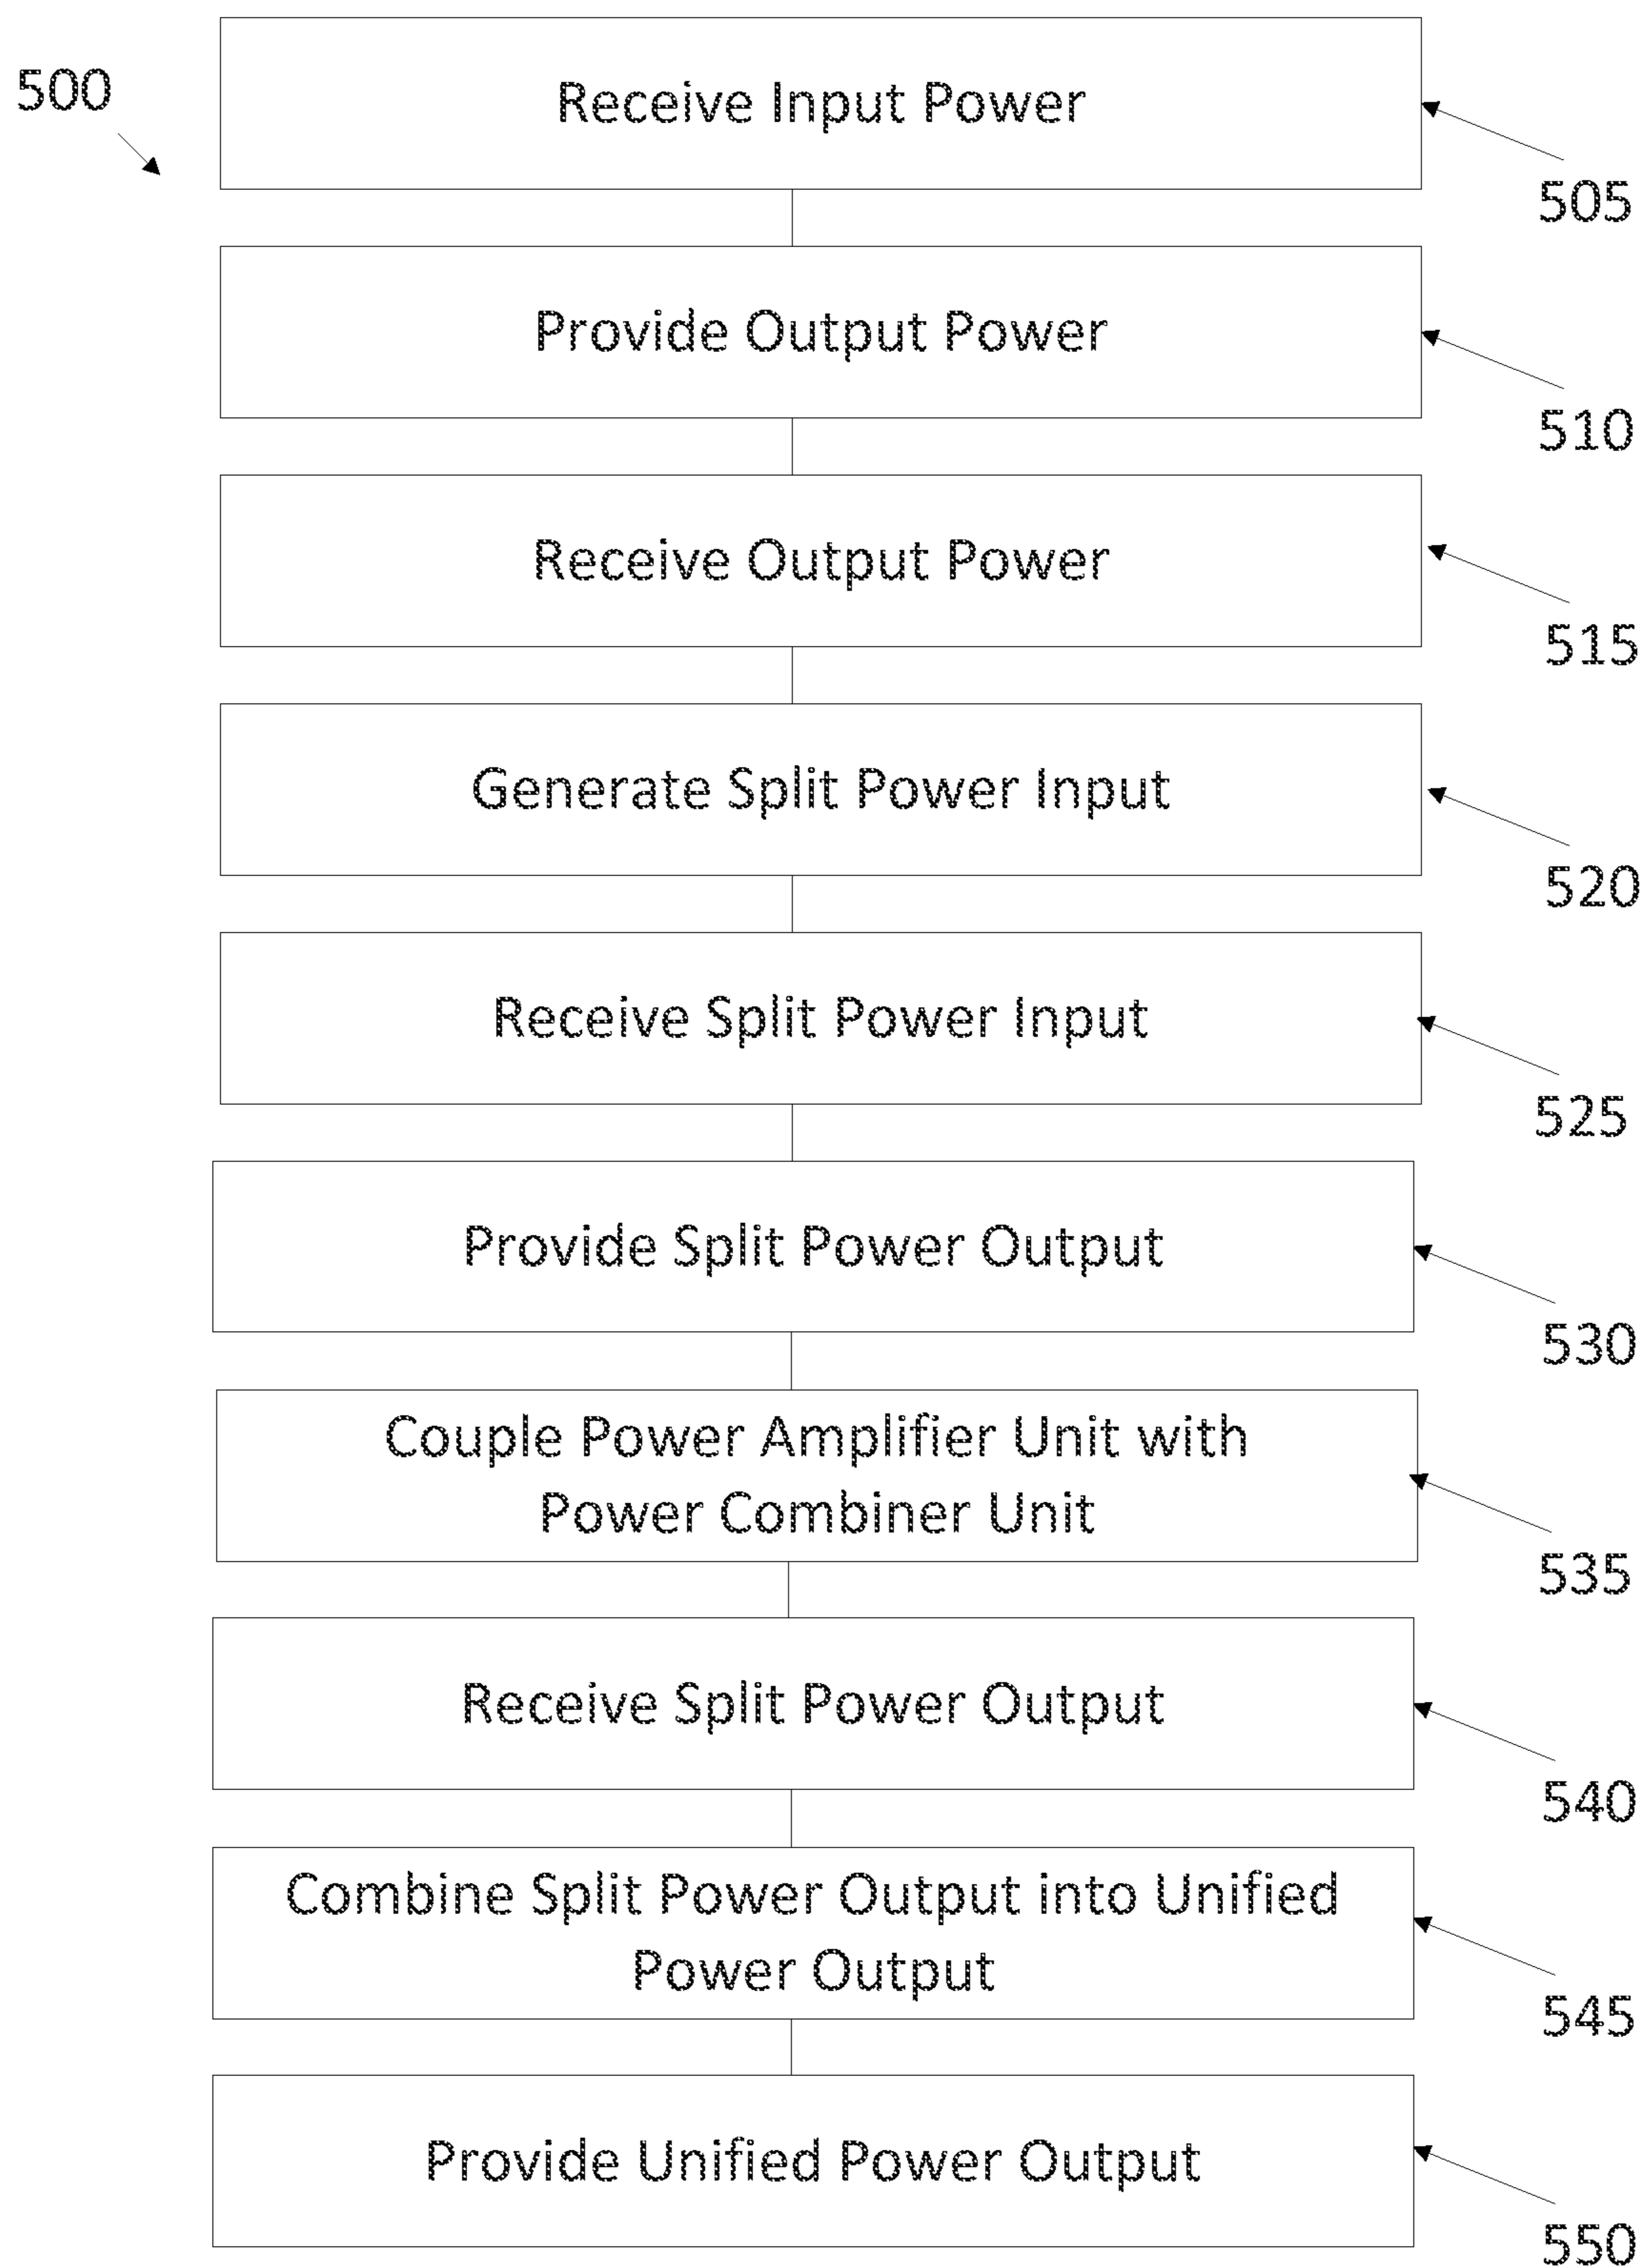 500
Receive Input Power
505
Provide Output Power
510
Receive Output Power
515
Generate Split Power Input
520
Receive Split Power Input
525
Provide Split Power Output
530
Couple Power Amplifier Unit with
Power Combiner Unit
535
Receive Split Power Output
540
Combine Split Power Output into Unified
Power Output
545
Provide Unified Power Output
550